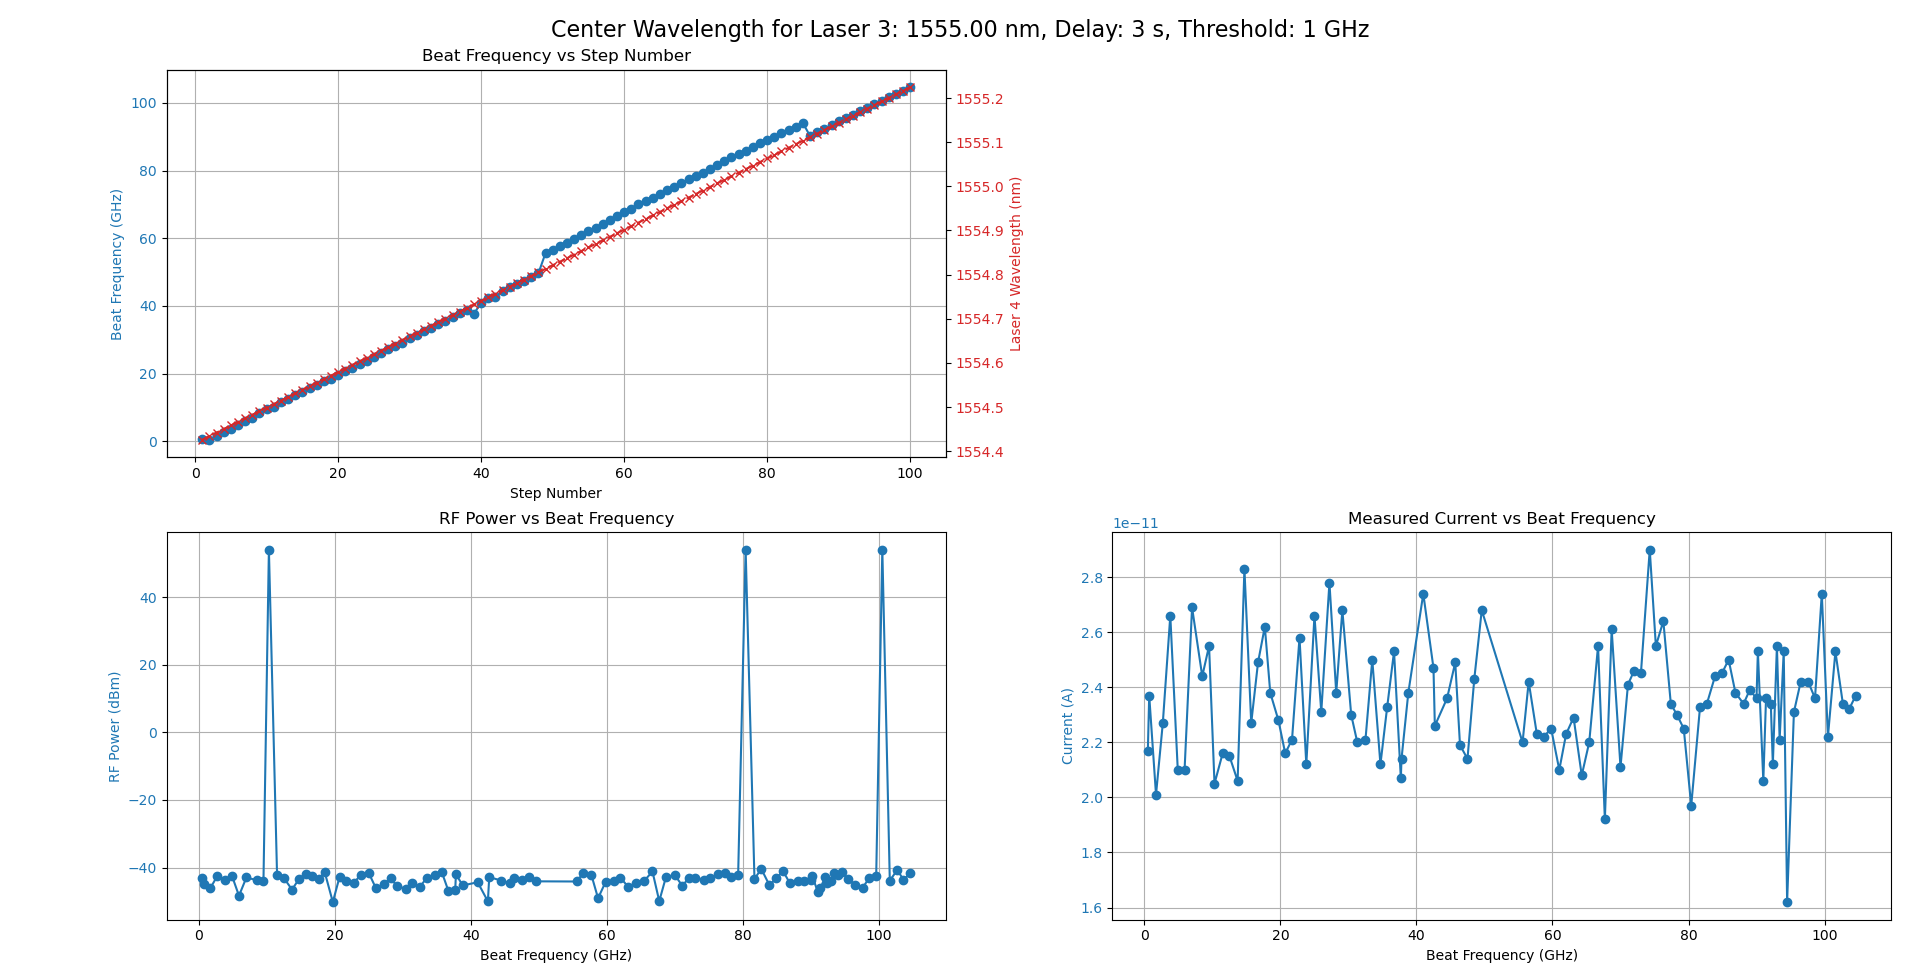 Center Wavelength for Laser 3: 1555.00 nm, Delay: 3 s, Threshold: 1 GHz
Beat Frequency vs Step Number
Beat Frequency (GHz)
100
80
60
40
20
0
0 20 40 60 80 100
Step Number
1555.2
1555.1
1555.0
1554.9
1554.8
1554.7
1554.6
1554.5
1554.4
Laser 4 Wavelength (nm)
RF Power vs Beat Frequency
RF Power (dBm)
40
20
0
−20
−40
0 20 40 60 80 100
Beat Frequency (GHz)
Measured Current vs Beat Frequency
1e−11
Current (A)
2.8
2.6
2.4
2.2
2.0
1.8
1.6
0 20 40 60 80 100
Beat Frequency (GHz)